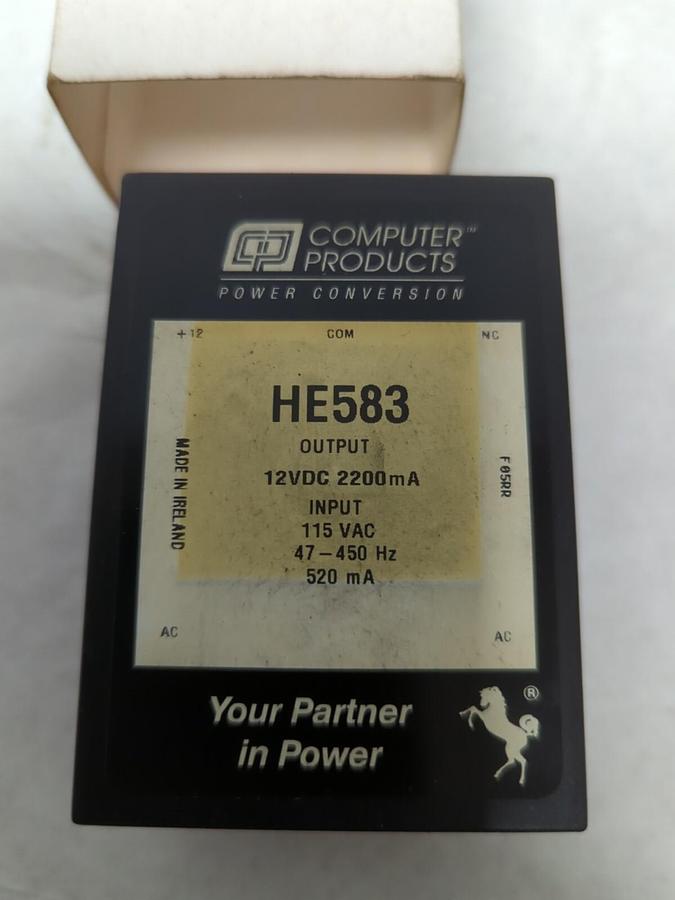 COMPUTER™
PRODUCTS
POWER CONVERSION
+12 COM NC
HE583
OUTPUT
12VDC 2200mA
INPUT
115 VAC
47–450 Hz
520 mA
MADE IN IRELAND
F05RR
AC AC
Your Partner
in Power
®